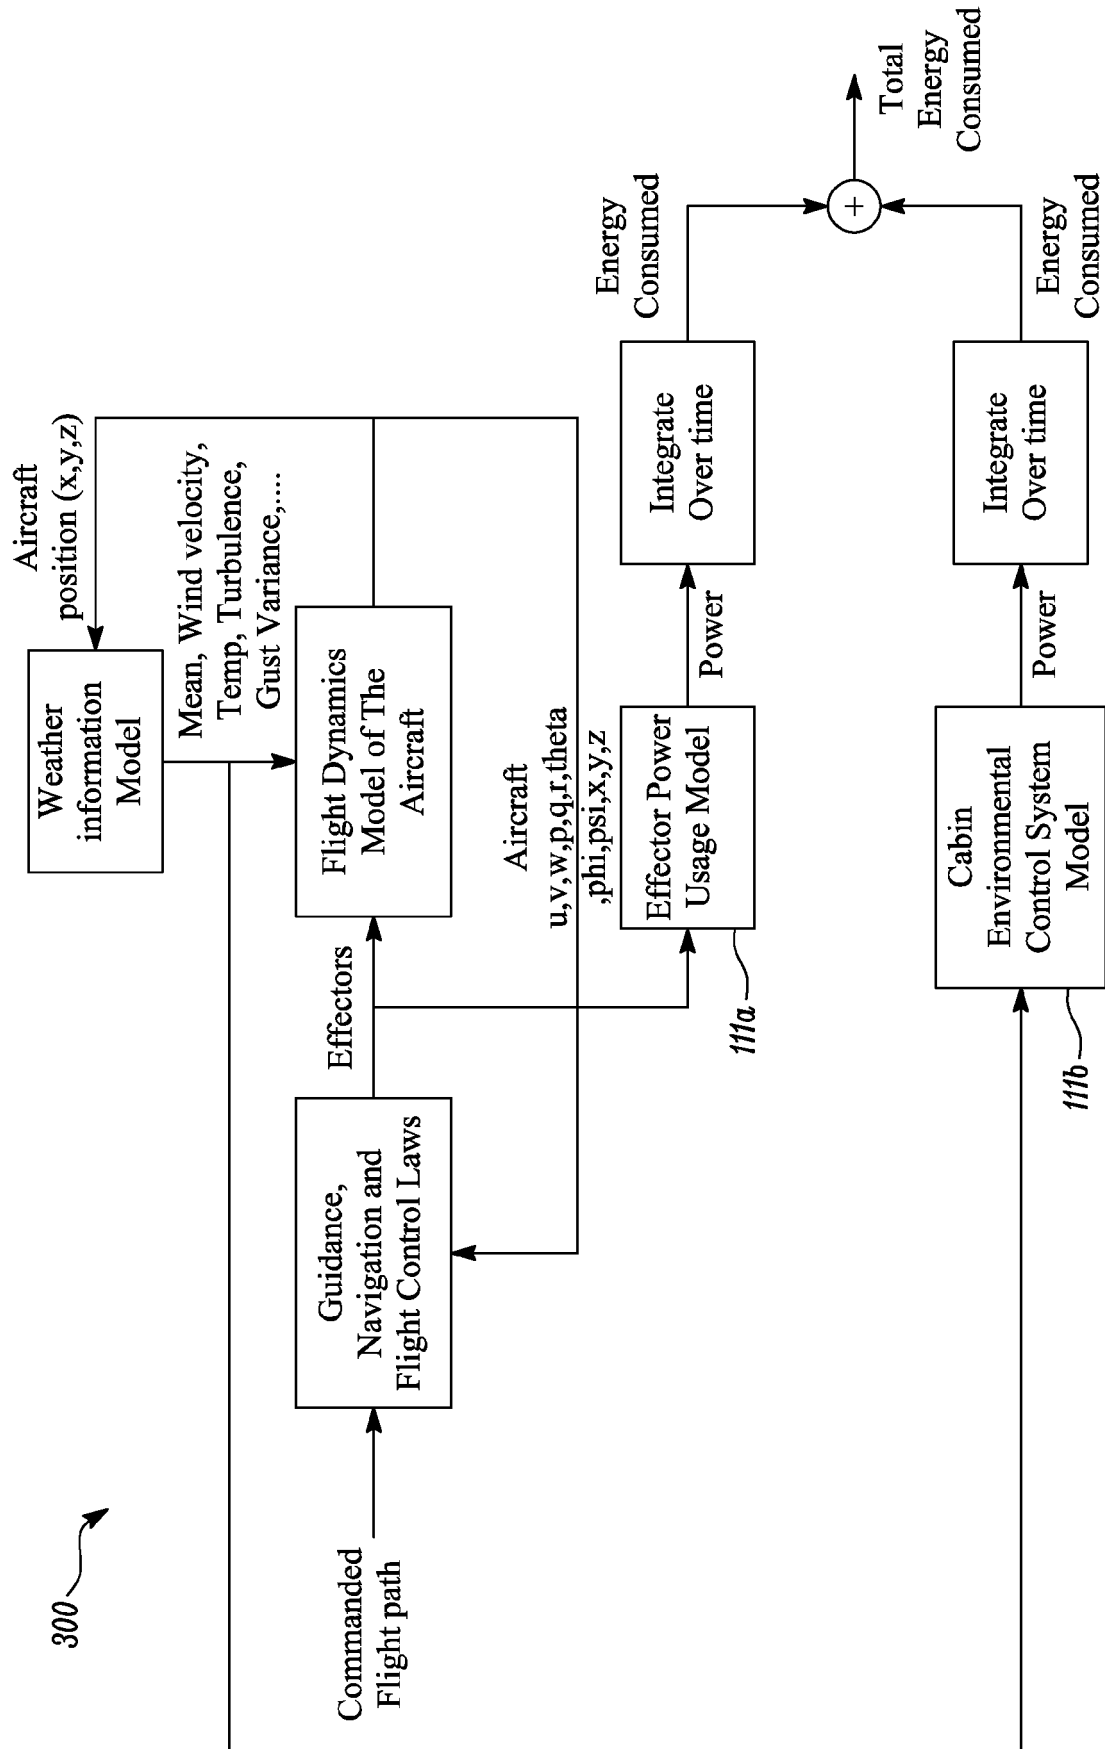 300
Commanded
Flight path
Guidance,
Navigation and
Flight Control Laws
Effectors
Flight Dynamics
Model of The
Aircraft
Weather
information
Model
Aircraft
position (x,y,z)
Mean, Wind velocity,
Temp, Turbulence,
Gust Variance,....
Aircraft
u,v,w,p,q,r,theta
,phi,psi,x,y,z
Effector Power
Usage Model
111a
Power
Integrate
Over time
Energy
Consumed
+
Total
Energy
Consumed
Cabin
Environmental
Control System
Model
111b
Power
Integrate
Over time
Energy
Consumed